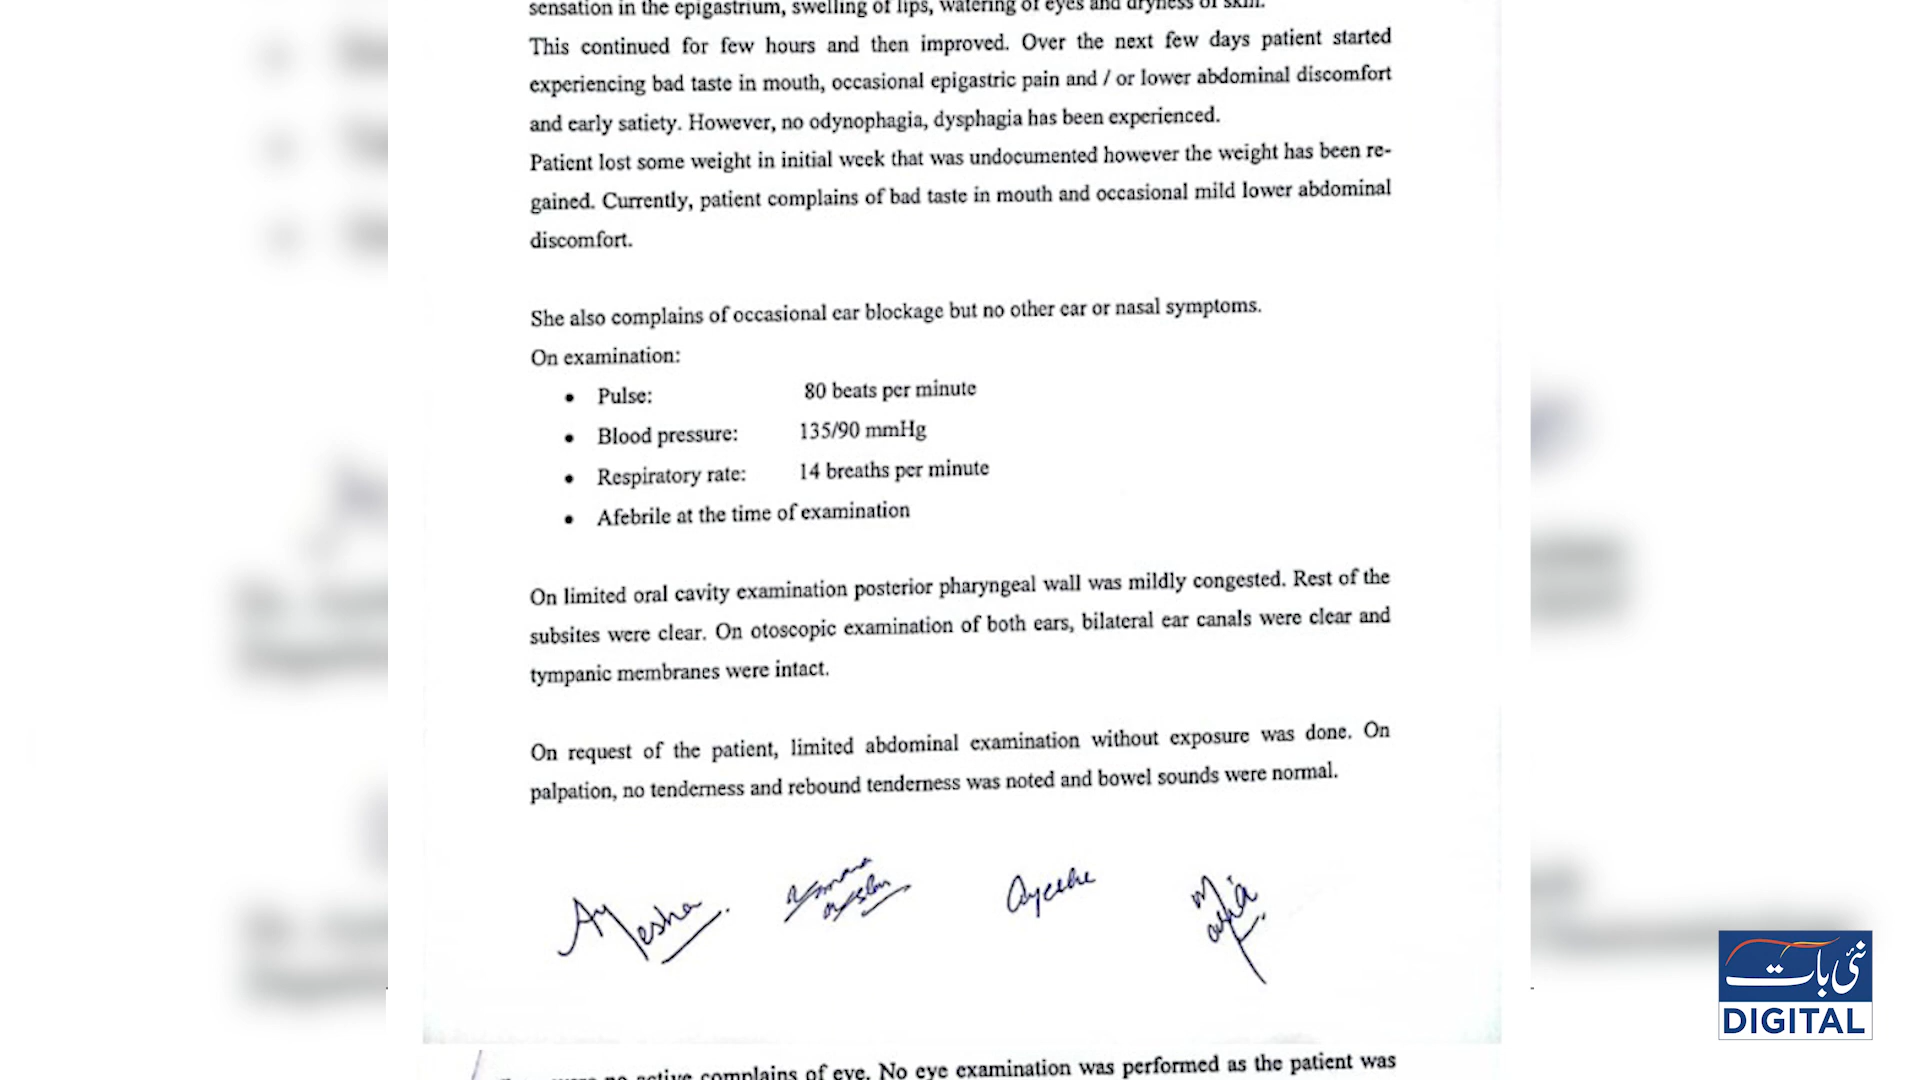 sensation in the epigastrium, swelling of lips, watering of eyes and dryness of skin.
This continued for few hours and then improved. Over the next few days patient started
experiencing bad taste in mouth, occasional epigastric pain and / or lower abdominal discomfort
and early satiety. However, no odynophagia, dysphagia has been experienced.
Patient lost some weight in initial week that was undocumented however the weight has been re-
gained. Currently, patient complains of bad taste in mouth and occasional mild lower abdominal
discomfort.
She also complains of occasional ear blockage but no other ear or nasal symptoms.
On examination:
• Pulse: 80 beats per minute
• Blood pressure: 135/90 mmHg
• Respiratory rate: 14 breaths per minute
• Afebrile at the time of examination
On limited oral cavity examination posterior pharyngeal wall was mildly congested. Rest of the
subsites were clear. On otoscopic examination of both ears, bilateral ear canals were clear and
tympanic membranes were intact.
On request of the patient, limited abdominal examination without exposure was done. On
palpation, no tenderness and rebound tenderness was noted and bowel sounds were normal.
Ayesha
no active complains of eye. No eye examination was performed as the patient was
نئی بات
DIGITAL